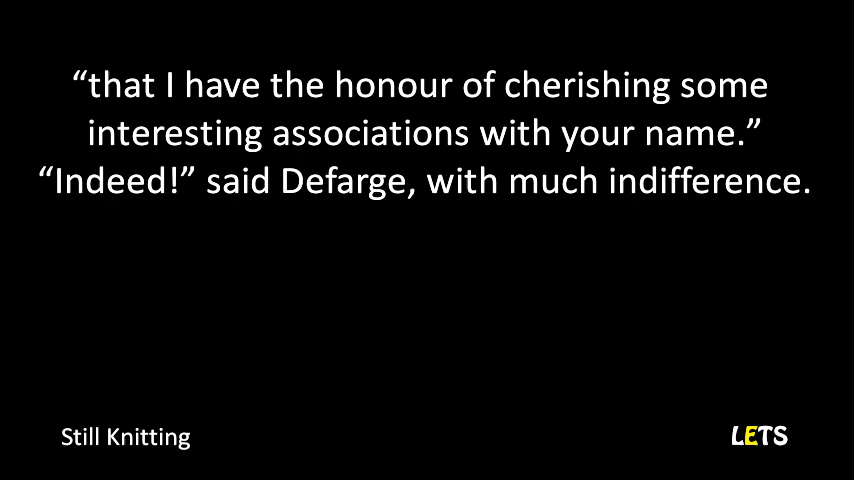 “that I have the honour of cherishing some
interesting associations with your name.”
“Indeed!” said Defarge, with much indifference.
Still Knitting
LETS